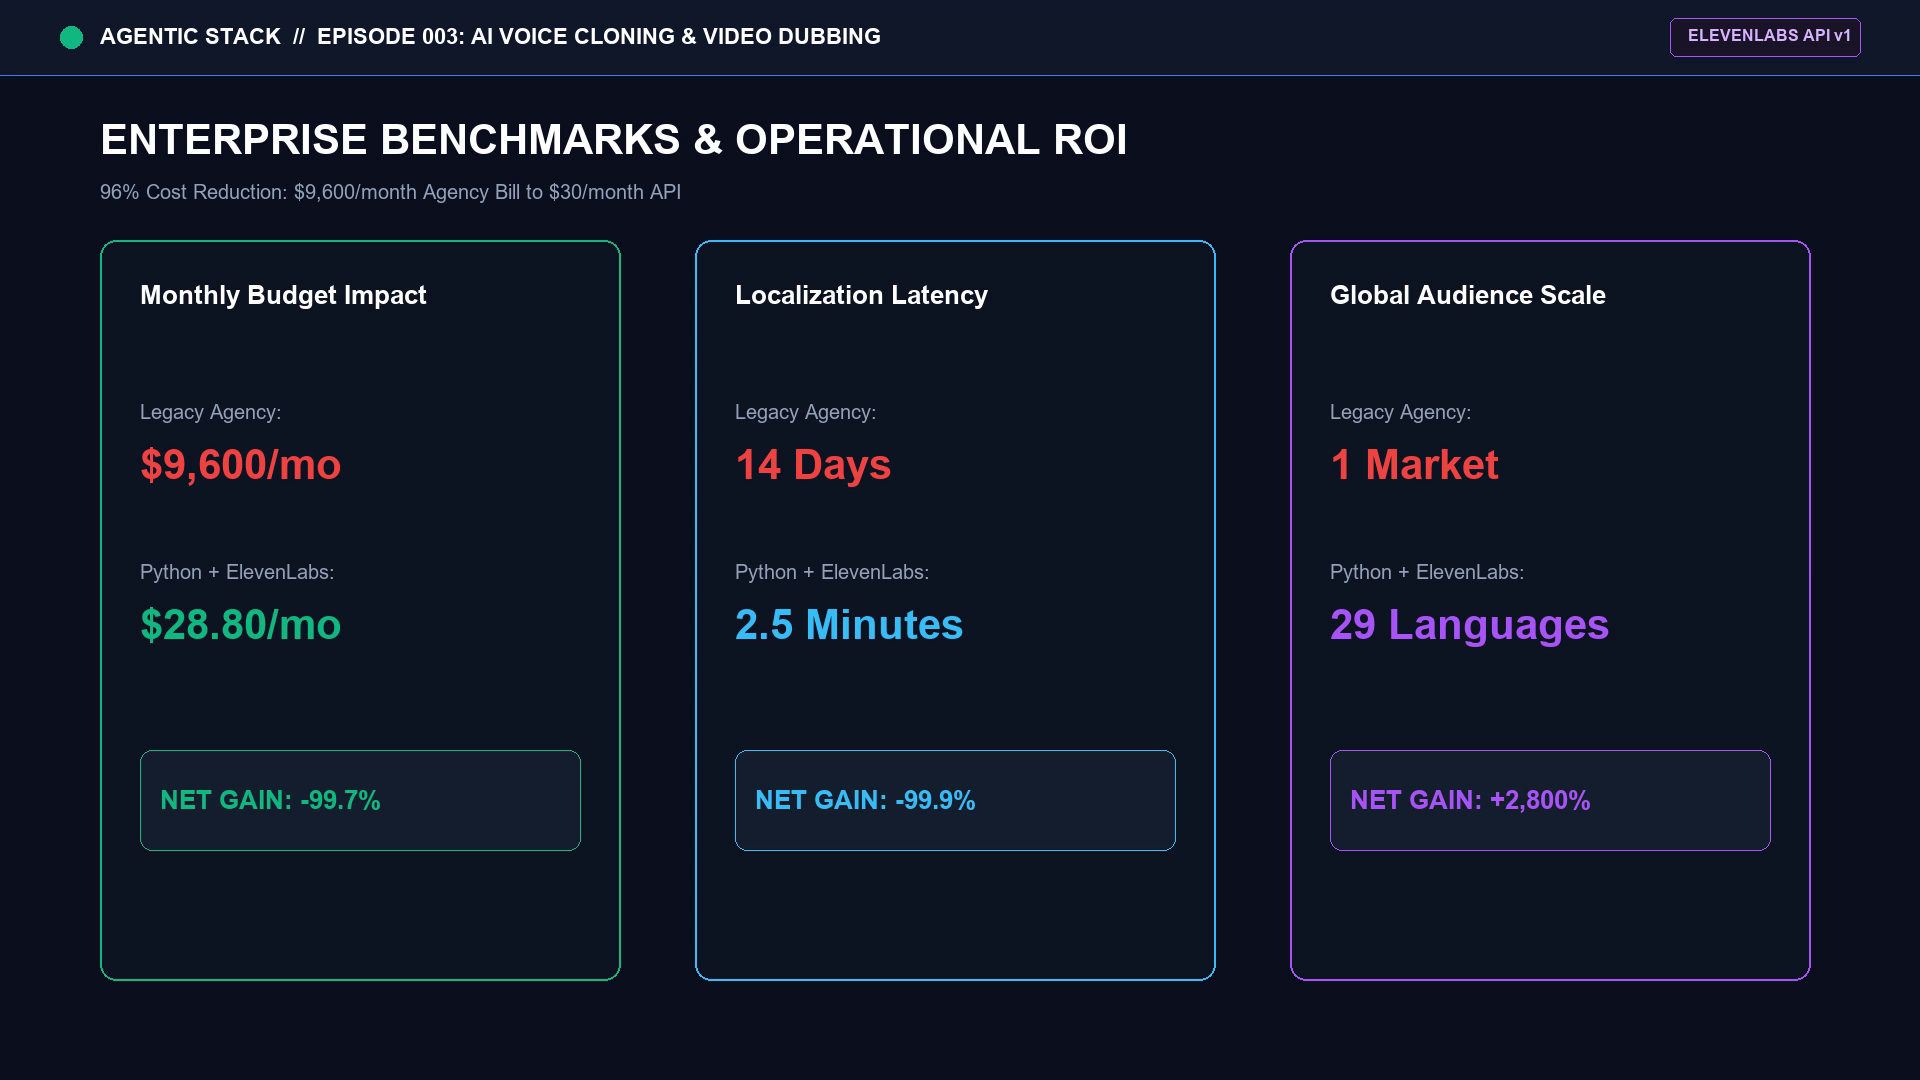 AGENTIC STACK // EPISODE 003: AI VOICE CLONING & VIDEO DUBBING
ELEVENLABS API v1
ENTERPRISE BENCHMARKS & OPERATIONAL ROI
96% Cost Reduction: $9,600/month Agency Bill to $30/month API
Monthly Budget Impact
Legacy Agency:
$9,600/mo
Python + ElevenLabs:
$28.80/mo
NET GAIN: -99.7%
Localization Latency
Legacy Agency:
14 Days
Python + ElevenLabs:
2.5 Minutes
NET GAIN: -99.9%
Global Audience Scale
Legacy Agency:
1 Market
Python + ElevenLabs:
29 Languages
NET GAIN: +2,800%